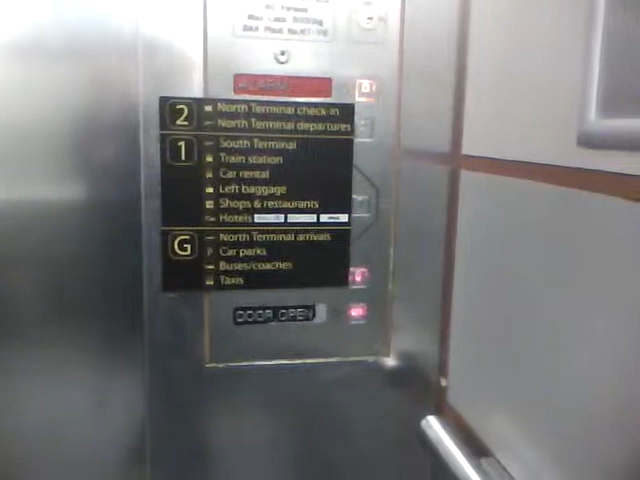 ALARM
2
North Terminal check-in
North Terminal departures
1
South Terminal
Train station
Car rental
Left baggage
Shops & restaurants
Hotels
G
North Terminal arrivals
Car parks
Buses/coaches
Taxis
DOOR OPEN